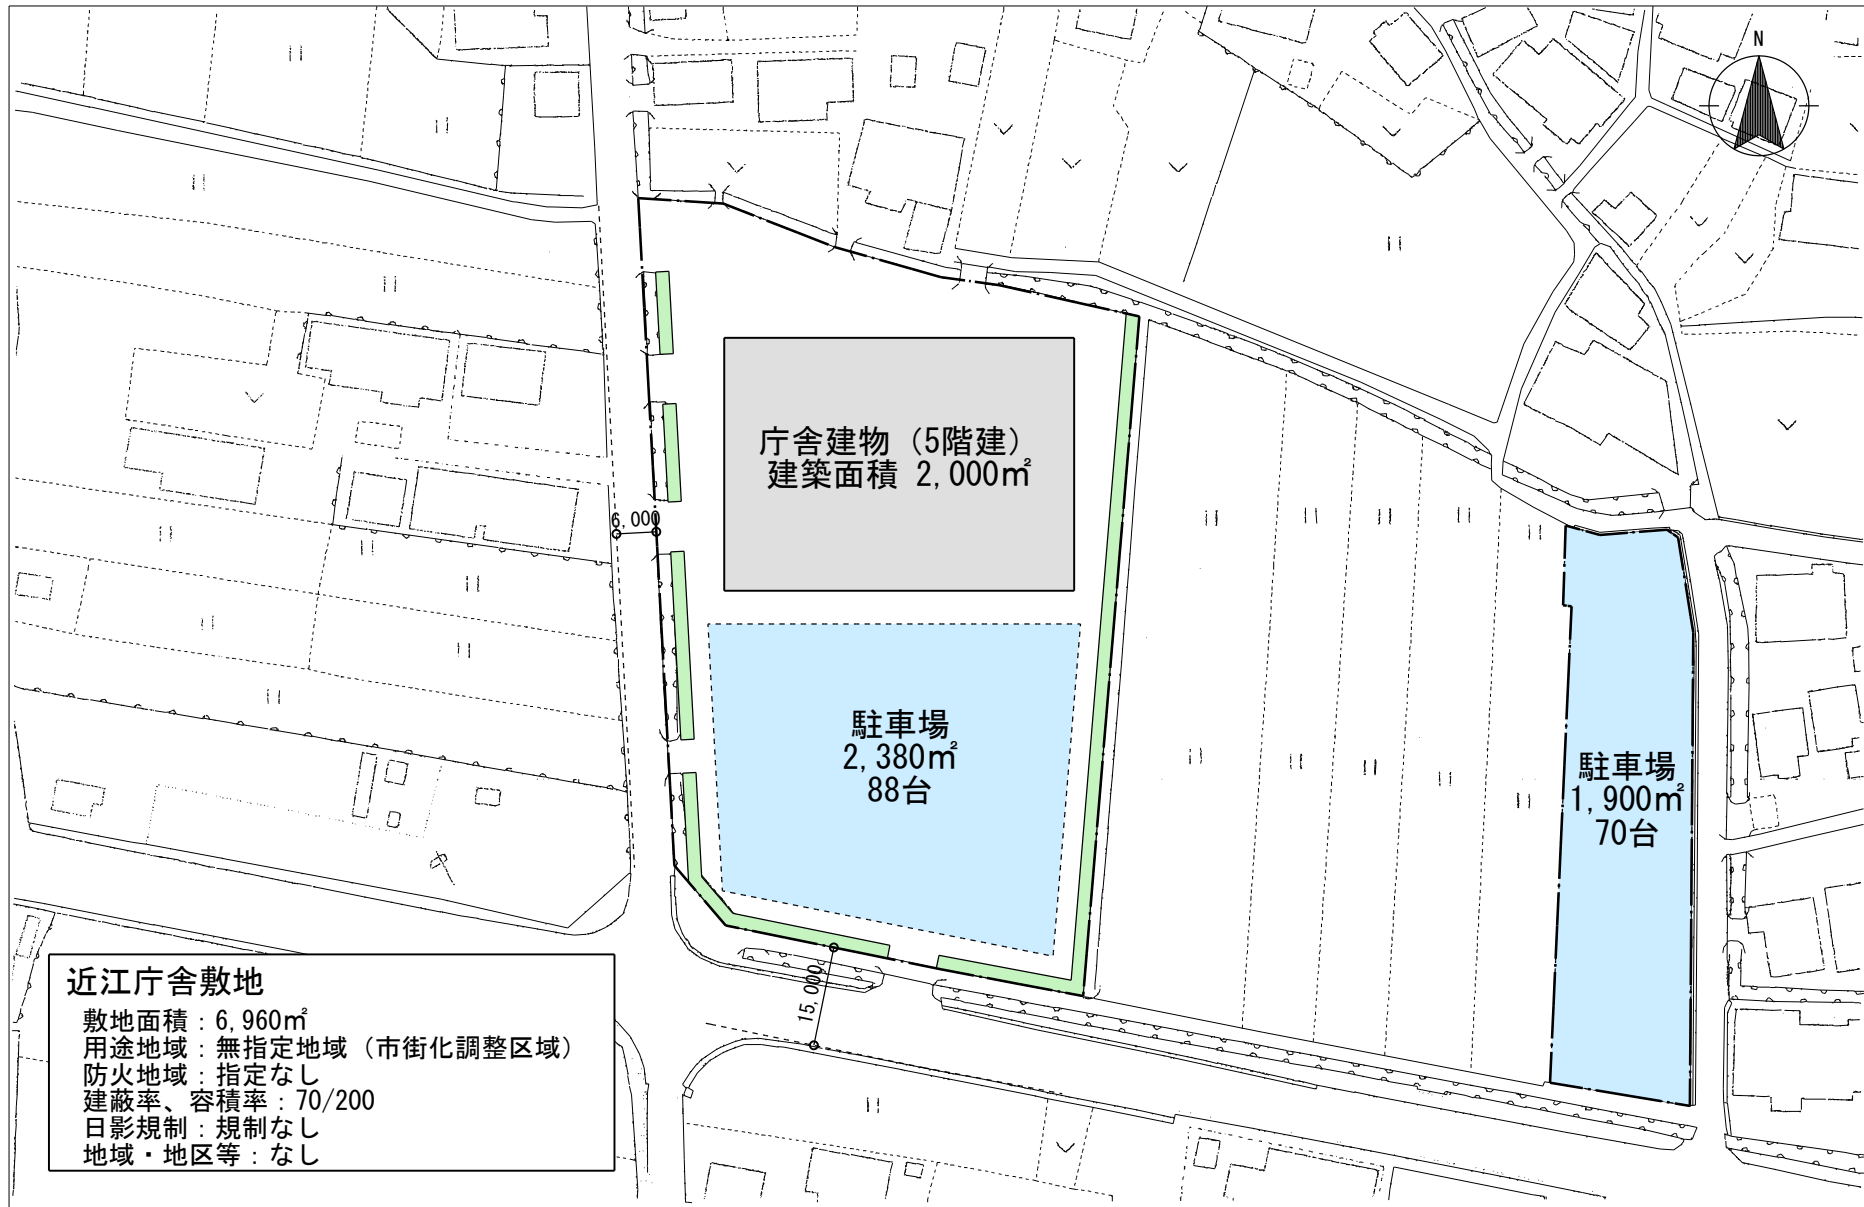 N
庁舎建物（5階建）
建築面積 2,000㎡
6,000
駐車場
2,380㎡
88台
駐車場
1,900㎡
70台
15,000
近江庁舎敷地
敷地面積：6,960㎡
用途地域：無指定地域（市街化調整区域）
防火地域：指定なし
建蔽率、容積率：70/200
日影規制：規制なし
地域・地区等：なし